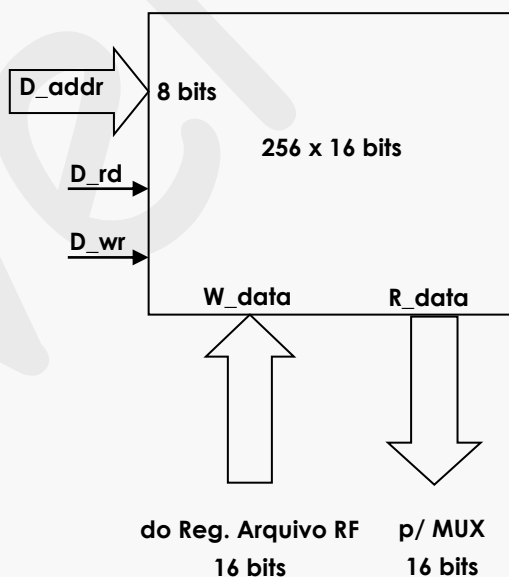 D_addr
8 bits
256 x 16 bits
D_rd
D_wr
W_data
R_data
do Reg. Arquivo RF
16 bits
p/ MUX
16 bits